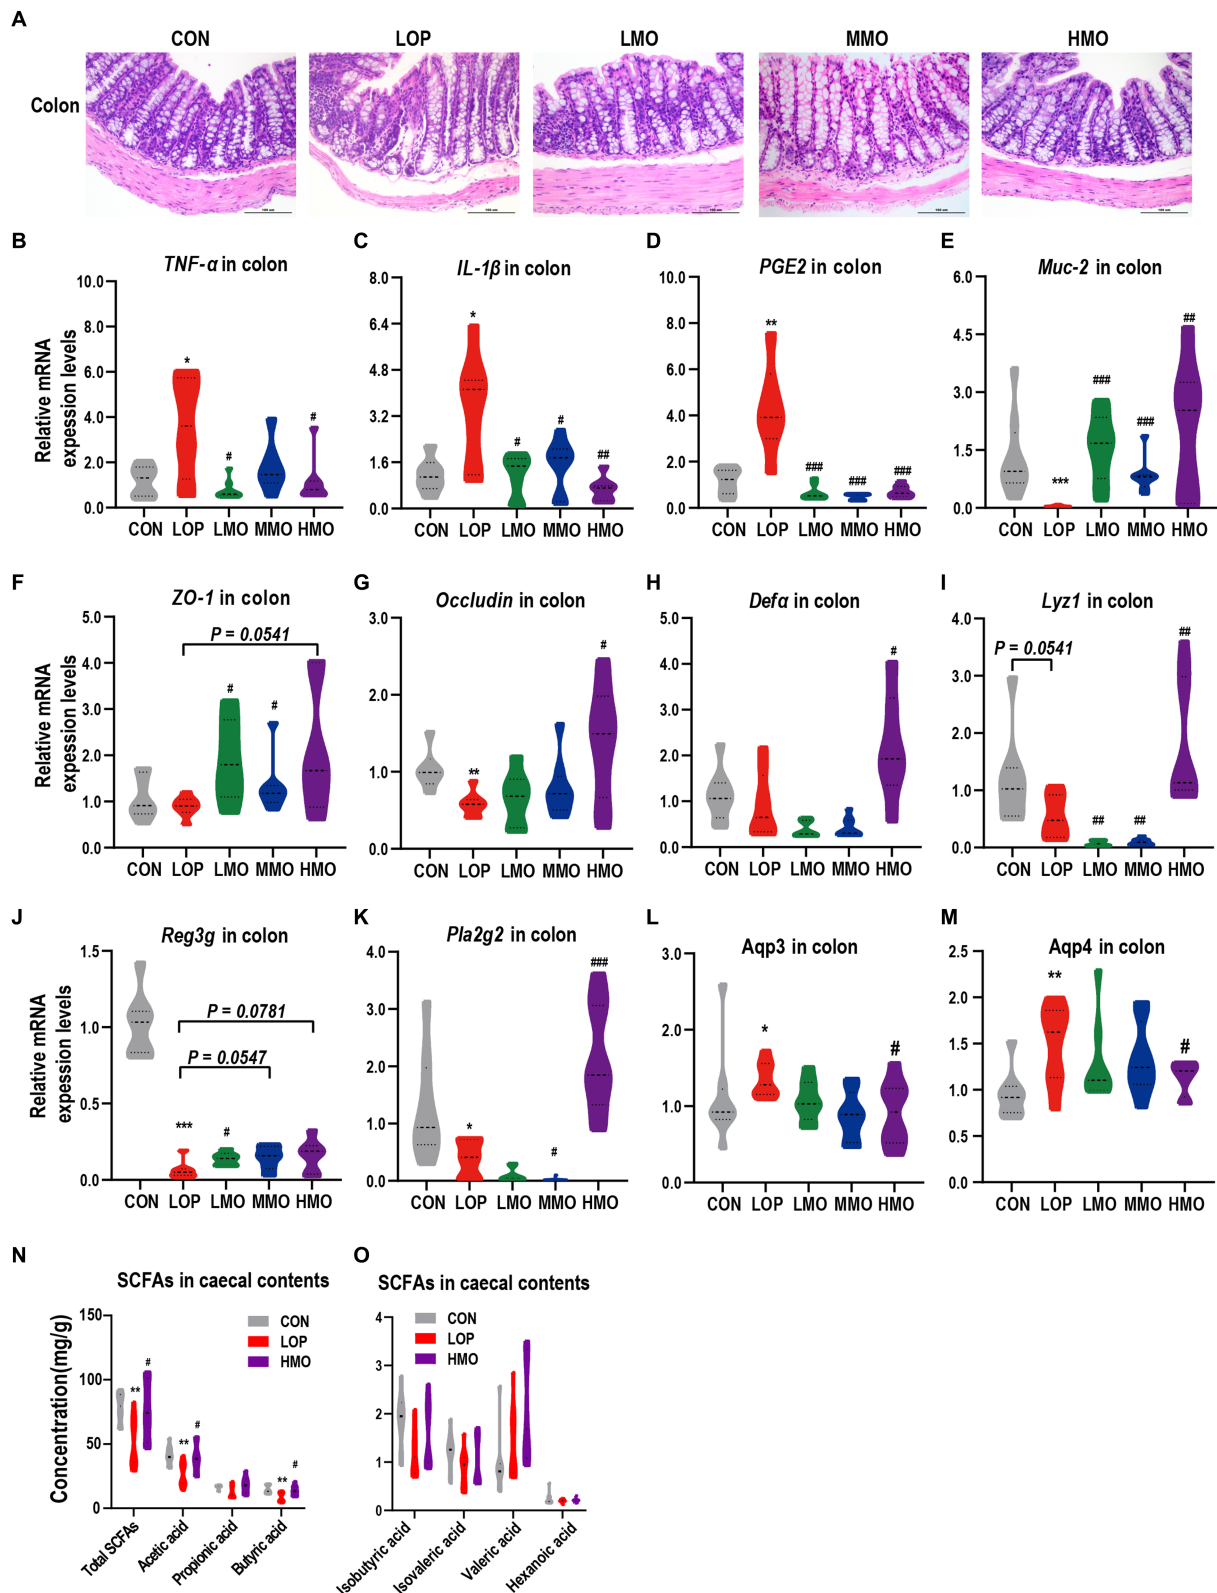 A
CON LOP LMO MMO HMO
Colon
B C D E
TNF-α in colon IL-1β in colon PGE2 in colon Muc-2 in colon
Relative mRNA
expession levels
10.0 8.0 6.0 4.0 2.0 0.0
* # #
CON LOP LMO MMO HMO
8.0 6.4 4.8 3.2 1.6 0.0
* # # ##
CON LOP LMO MMO HMO
10.0 8.0 6.0 4.0 2.0 0.0
** ### ### ###
CON LOP LMO MMO HMO
6.0 4.5 3.0 1.5 0.0
*** ### ### ##
CON LOP LMO MMO HMO
F G H I
ZO-1 in colon Occludin in colon Defα in colon Lyz1 in colon
Relative mRNA
expession levels
5.0 4.0 3.0 2.0 1.0 0.0
P = 0.0541
# #
CON LOP LMO MMO HMO
3.0 2.0 1.0 0.0
** #
CON LOP LMO MMO HMO
5.0 4.0 3.0 2.0 1.0 0.0
#
CON LOP LMO MMO HMO
4.0 3.0 2.0 1.0 0.0
P = 0.0541
## ## ##
CON LOP LMO MMO HMO
J K L M
Reg3g in colon Pla2g2 in colon Aqp3 in colon Aqp4 in colon
Relative mRNA
expession levels
1.5 1.0 0.5 0.0
P = 0.0781
P = 0.0547
*** #
CON LOP LMO MMO HMO
4.0 3.0 2.0 1.0 0.0
* # ###
CON LOP LMO MMO HMO
3.0 2.0 1.0 0.0
* #
CON LOP LMO MMO HMO
2.5 2.0 1.5 1.0 0.5 0.0
** #
CON LOP LMO MMO HMO
N O
SCFAs in caecal contents
Concentration(mg/g)
150 100 50 0
CON
LOP
HMO
** # ** # ** #
Total SCFAs Acetic acid Propionic acid Butyric acid
SCFAs in caecal contents
4 3 2 1 0
CON
LOP
HMO
Isobutyric acid Isovaleric acid Valeric acid Hexanoic acid